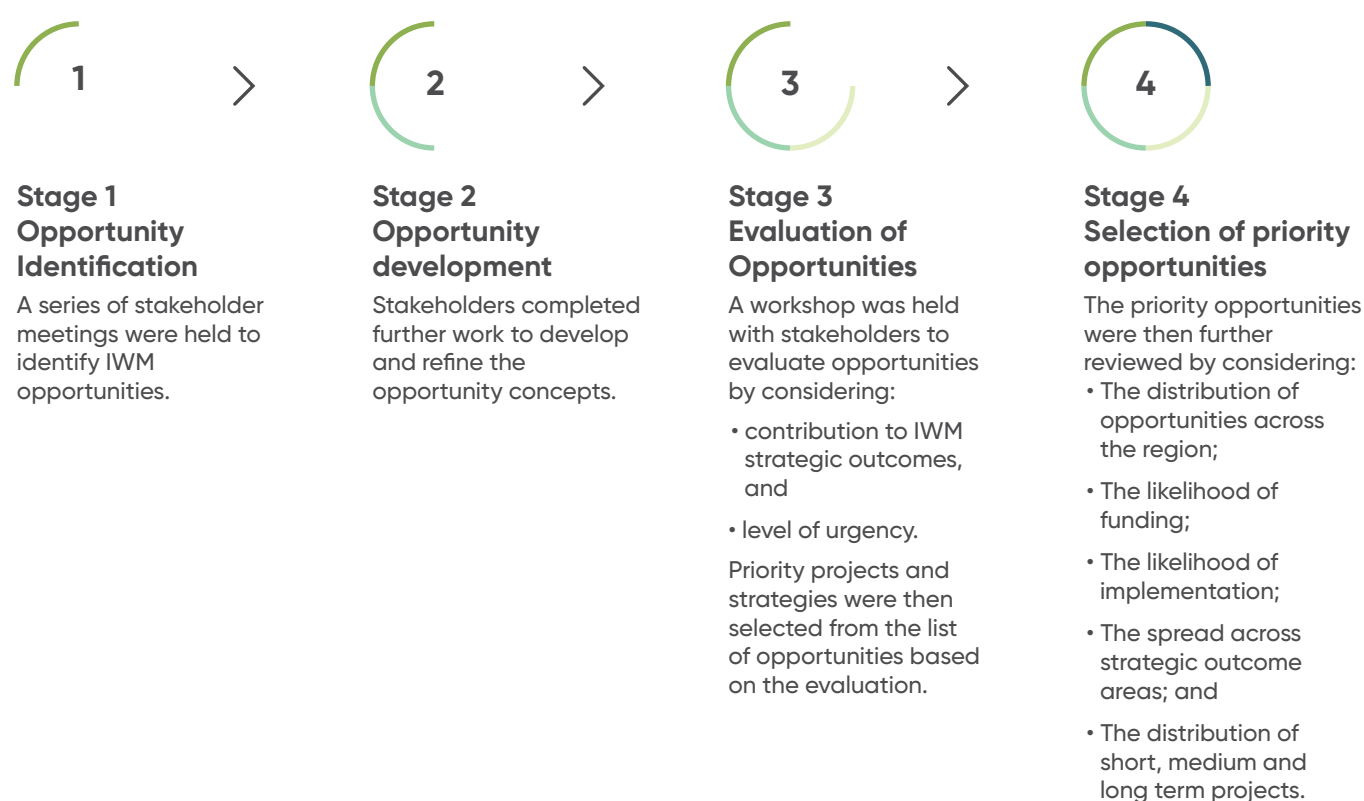 1
Stage 1
Opportunity
Identification
A series of stakeholder
meetings were held to
identify IWM
opportunities.
2
Stage 2
Opportunity
development
Stakeholders completed
further work to develop
and refine the
opportunity concepts.
3
Stage 3
Evaluation of
Opportunities
A workshop was held
with stakeholders to
evaluate opportunities
by considering:
• contribution to IWM
strategic outcomes,
and
• level of urgency.
Priority projects and
strategies were then
selected from the list
of opportunities based
on the evaluation.
4
Stage 4
Selection of priority
opportunities
The priority opportunities
were then further
reviewed by considering:
• The distribution of
opportunities across
the region;
• The likelihood of
funding;
• The likelihood of
implementation;
• The spread across
strategic outcome
areas; and
• The distribution of
short, medium and
long term projects.